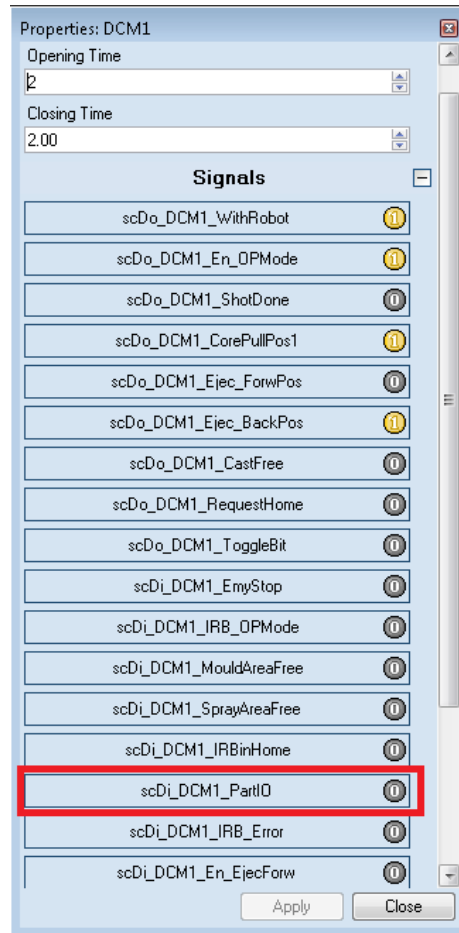 Properties: DCM1
Opening Time
2
Closing Time
2.00
Signals
scDo_DCM1_WithRobot 1
scDo_DCM1_En_OPMode 1
scDo_DCM1_ShotDone 0
scDo_DCM1_CorePullPos1 1
scDo_DCM1_Ejec_ForwPos 0
scDo_DCM1_Ejec_BackPos 1
scDo_DCM1_CastFree 0
scDo_DCM1_RequestHome 0
scDo_DCM1_ToggleBit 0
scDi_DCM1_EmyStop 0
scDi_DCM1_IRB_OPMode 0
scDi_DCM1_MouldAreaFree 0
scDi_DCM1_SprayAreaFree 0
scDi_DCM1_IRBinHome 0
scDi_DCM1_PartIO 0
scDi_DCM1_IRB_Error 0
scDi_DCM1_En_EjecForw 0
Apply Close